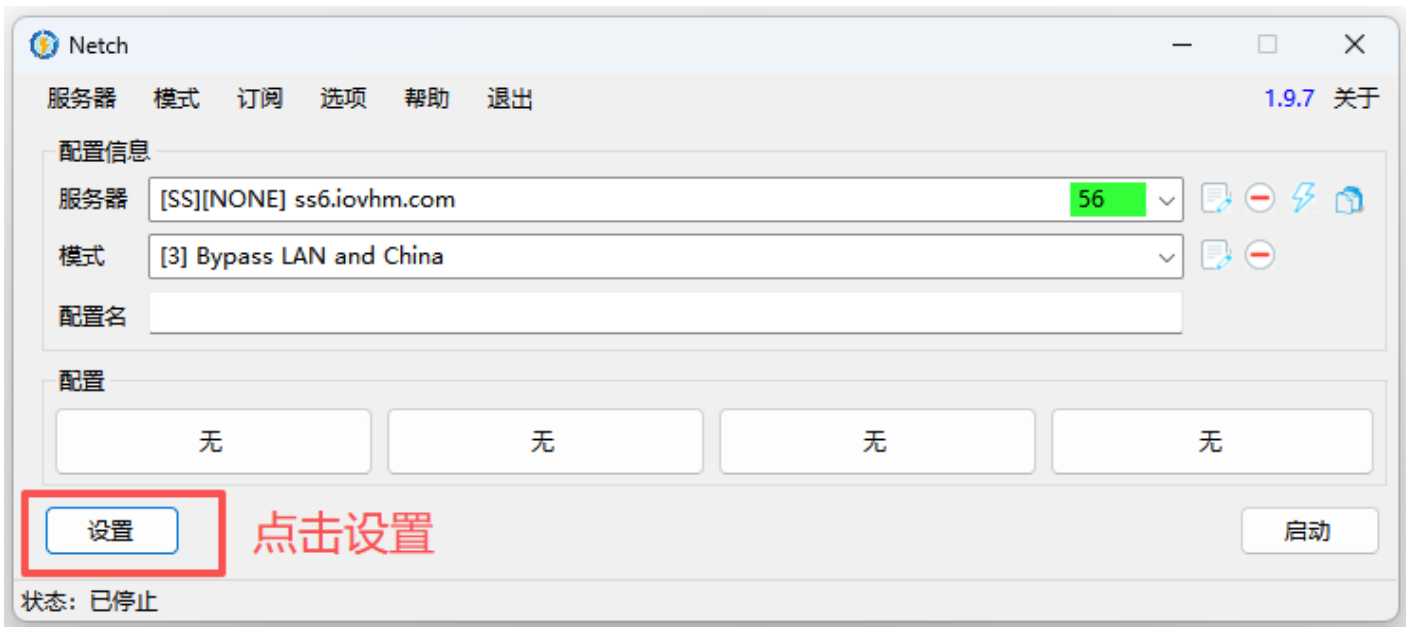 Netch
服务器 模式 订阅 选项 帮助 退出 1.9.7 关于
配置信息
服务器 [SS][NONE] ss6.iovhm.com 56
模式 [3] Bypass LAN and China
配置名
配置
无 无 无 无
设置 点击设置 启动
状态：已停止